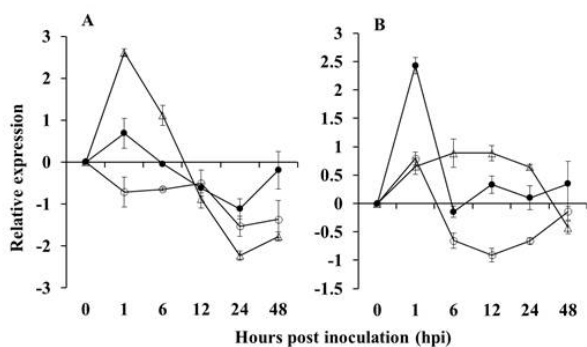 A
B
Relative expression
3
2
1
0
-1
-2
-3
3
2.5
2
1.5
1
0.5
0
-0.5
-1
-1.5
0 1 6 12 24 48
0 1 6 12 24 48
Hours post inoculation (hpi)